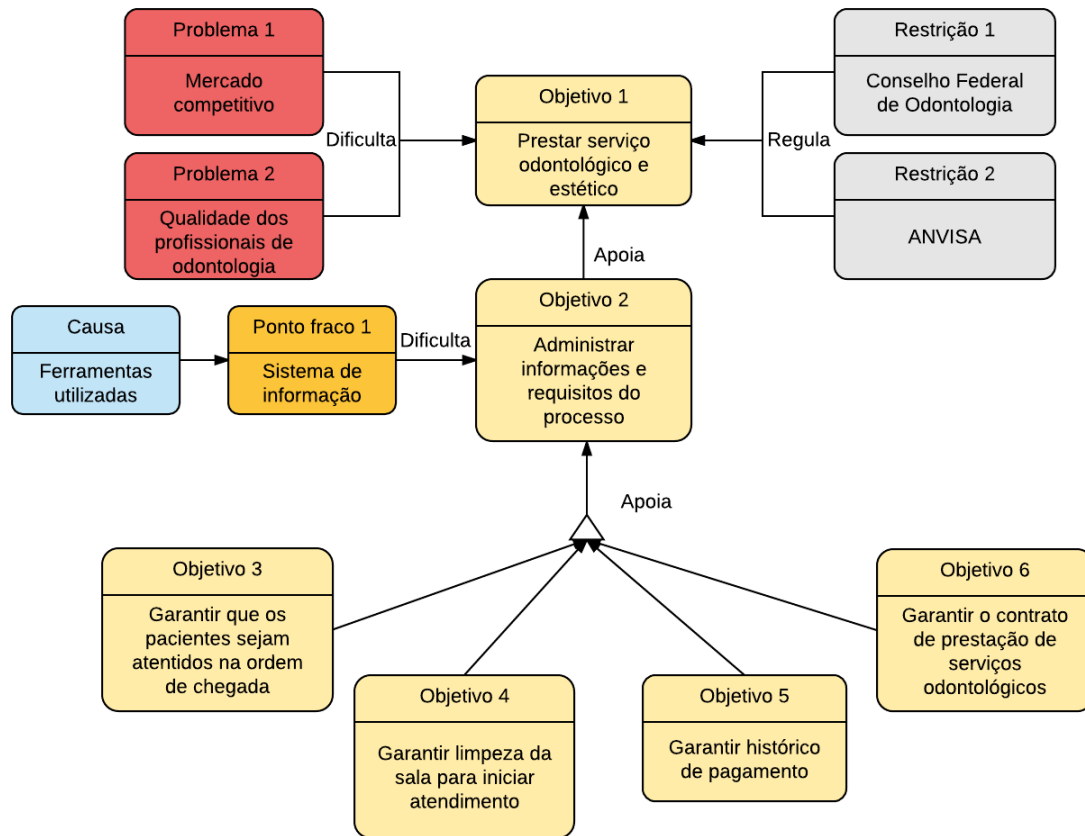 Problema 1
Mercado
competitivo
Problema 2
Qualidade dos
profissionais de
odontologia
Dificulta
Objetivo 1
Prestar serviço
odontológico e
estético
Regula
Restrição 1
Conselho Federal
de Odontologia
Restrição 2
ANVISA
Apoia
Causa
Ferramentas
utilizadas
Ponto fraco 1
Sistema de
informação
Dificulta
Objetivo 2
Administrar
informações e
requisitos do
processo
Apoia
Objetivo 3
Garantir que os
pacientes sejam
atentidos na ordem
de chegada
Objetivo 4
Garantir limpeza da
sala para iniciar
atendimento
Objetivo 5
Garantir histórico
de pagamento
Objetivo 6
Garantir o contrato
de prestação de
serviços
odontológicos